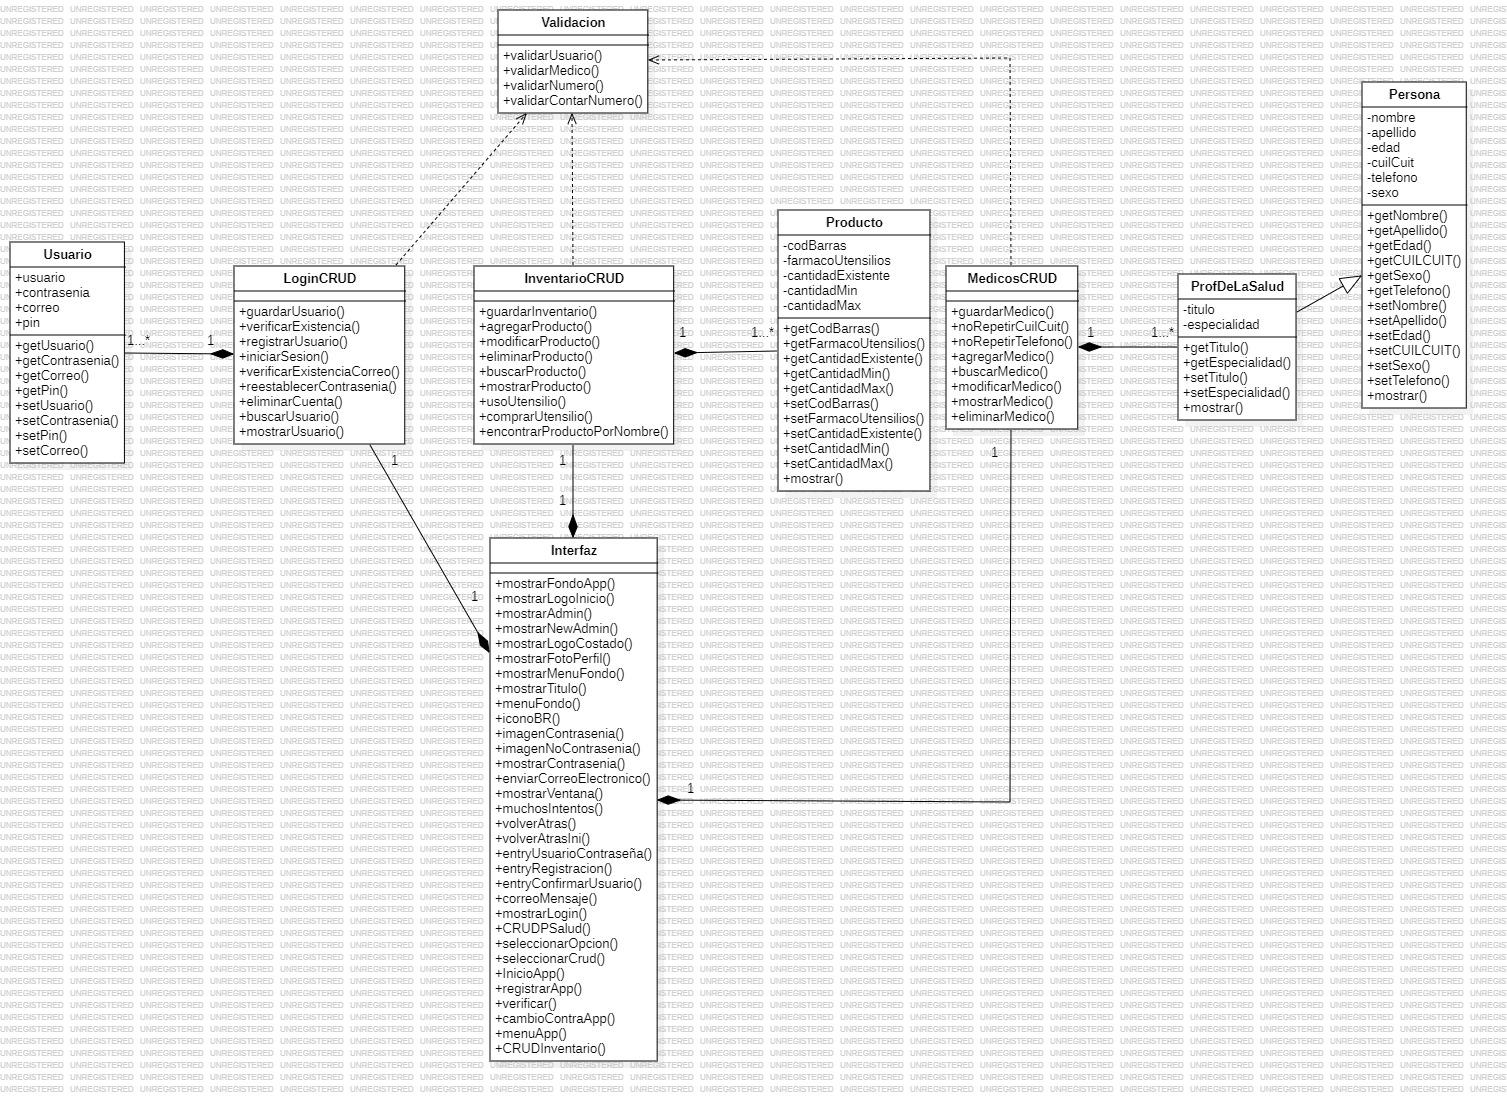 Validacion
+validarUsuario()
+validarMedico()
+validarNumero()
+validarContarNumero()
Persona
-nombre
-apellido
-edad
-cuilCuit
-telefono
-sexo
+getNombre()
+getApellido()
+getEdad()
+getCUILCUIT()
+getSexo()
+getTelefono()
+setNombre()
+setApellido()
+setEdad()
+setCUILCUIT()
+setSexo()
+setTelefono()
+mostrar()
Usuario
+usuario
+contrasenia
+correo
+pin
+getUsuario()
+getContrasenia()
+getCorreo()
+getPin()
+setUsuario()
+setContrasenia()
+setPin()
+setCorreo()
1...*
1
LoginCRUD
+guardarUsuario()
+verificarExistencia()
+registrarUsuario()
+iniciarSesion()
+verificarExistenciaCorreo()
+reestablecerContrasenia()
+eliminarCuenta()
+buscarUsuario()
+mostrarUsuario()
InventarioCRUD
+guardarInventario()
+agregarProducto()
+modificarProducto()
+eliminarProducto()
+buscarProducto()
+mostrarProducto()
+usoUtensilio()
+comprarUtensilio()
+encontrarProductoPorNombre()
1
1...*
Producto
-codBarras
-farmacoUtensilios
-cantidadExistente
-cantidadMin
-cantidadMax
+getCodBarras()
+getFarmacoUtensilios()
+getCantidadExistente()
+getCantidadMin()
+getCantidadMax()
+setCodBarras()
+setFarmacoUtensilios()
+setCantidadExistente()
+setCantidadMin()
+setCantidadMax()
+mostrar()
MedicosCRUD
+guardarMedico()
+noRepetirCuilCuit()
+noRepetirTelefono()
+agregarMedico()
+buscarMedico()
+modificarMedico()
+mostrarMedico()
+eliminarMedico()
1
1...*
ProfDeLaSalud
-titulo
-especialidad
+getTitulo()
+getEspecialidad()
+setTitulo()
+setEspecialidad()
+mostrar()
1
1
1
1
1
1
Interfaz
+mostrarFondoApp()
+mostrarLogoInicio()
+mostrarAdmin()
+mostrarNewAdmin()
+mostrarLogoCostado()
+mostrarFotoPerfil()
+mostrarMenuFondo()
+mostrarTitulo()
+menuFondo()
+iconoBR()
+imagenContrasenia()
+imagenNoContrasenia()
+mostrarContrasenia()
+enviarCorreoElectronico()
+mostrarVentana()
+muchosIntentos()
+volverAtras()
+volverAtrasIni()
+entryUsuarioContraseña()
+entryRegistracion()
+entryConfirmarUsuario()
+correoMensaje()
+mostrarLogin()
+CRUDPSalud()
+seleccionarOpcion()
+seleccionarCrud()
+InicioApp()
+registrarApp()
+verificar()
+cambioContraApp()
+menuApp()
+CRUDInventario()
UNREGISTERED